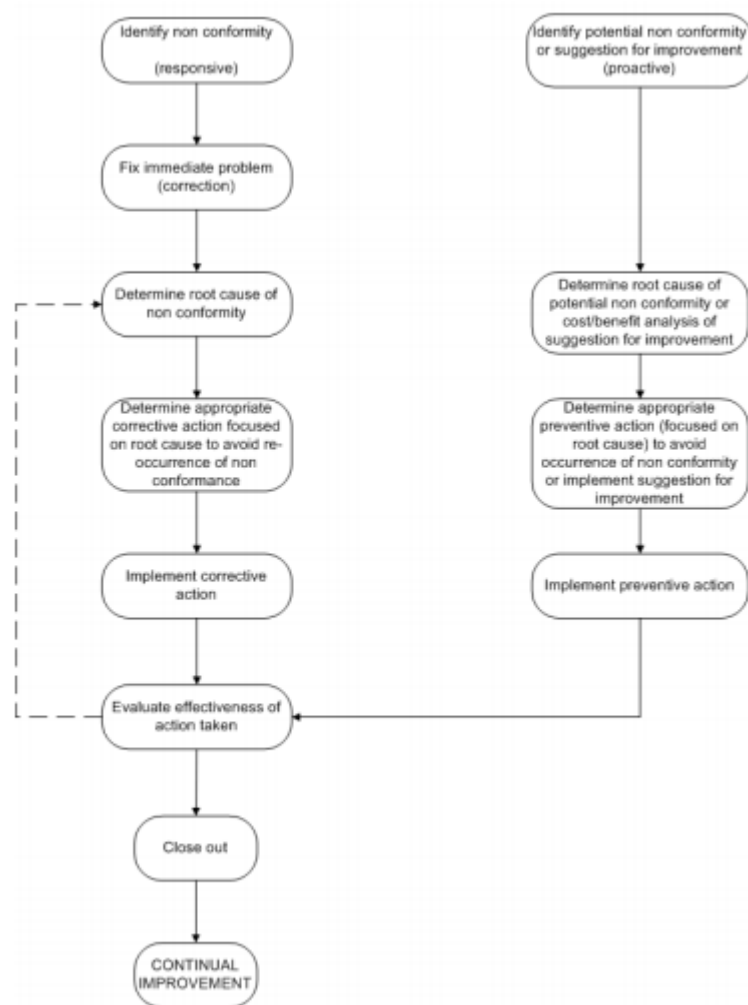 Identify non conformity
(responsive)
Fix immediate problem
(correction)
Determine root cause of
non conformity
Determine appropriate
corrective action focused
on root cause to avoid re-
occurrence of non
conformance
Implement corrective
action
Evaluate effectiveness of
action taken
Close out
CONTINUAL
IMPROVEMENT
Identify potential non conformity
or suggestion for improvement
(proactive)
Determine root cause of
potential non conformity or
cost/benefit analysis of
suggestion for improvement
Determine appropriate
preventive action (focused on
root cause) to avoid
occurrence of non conformity
or implement suggestion for
improvement
Implement preventive action